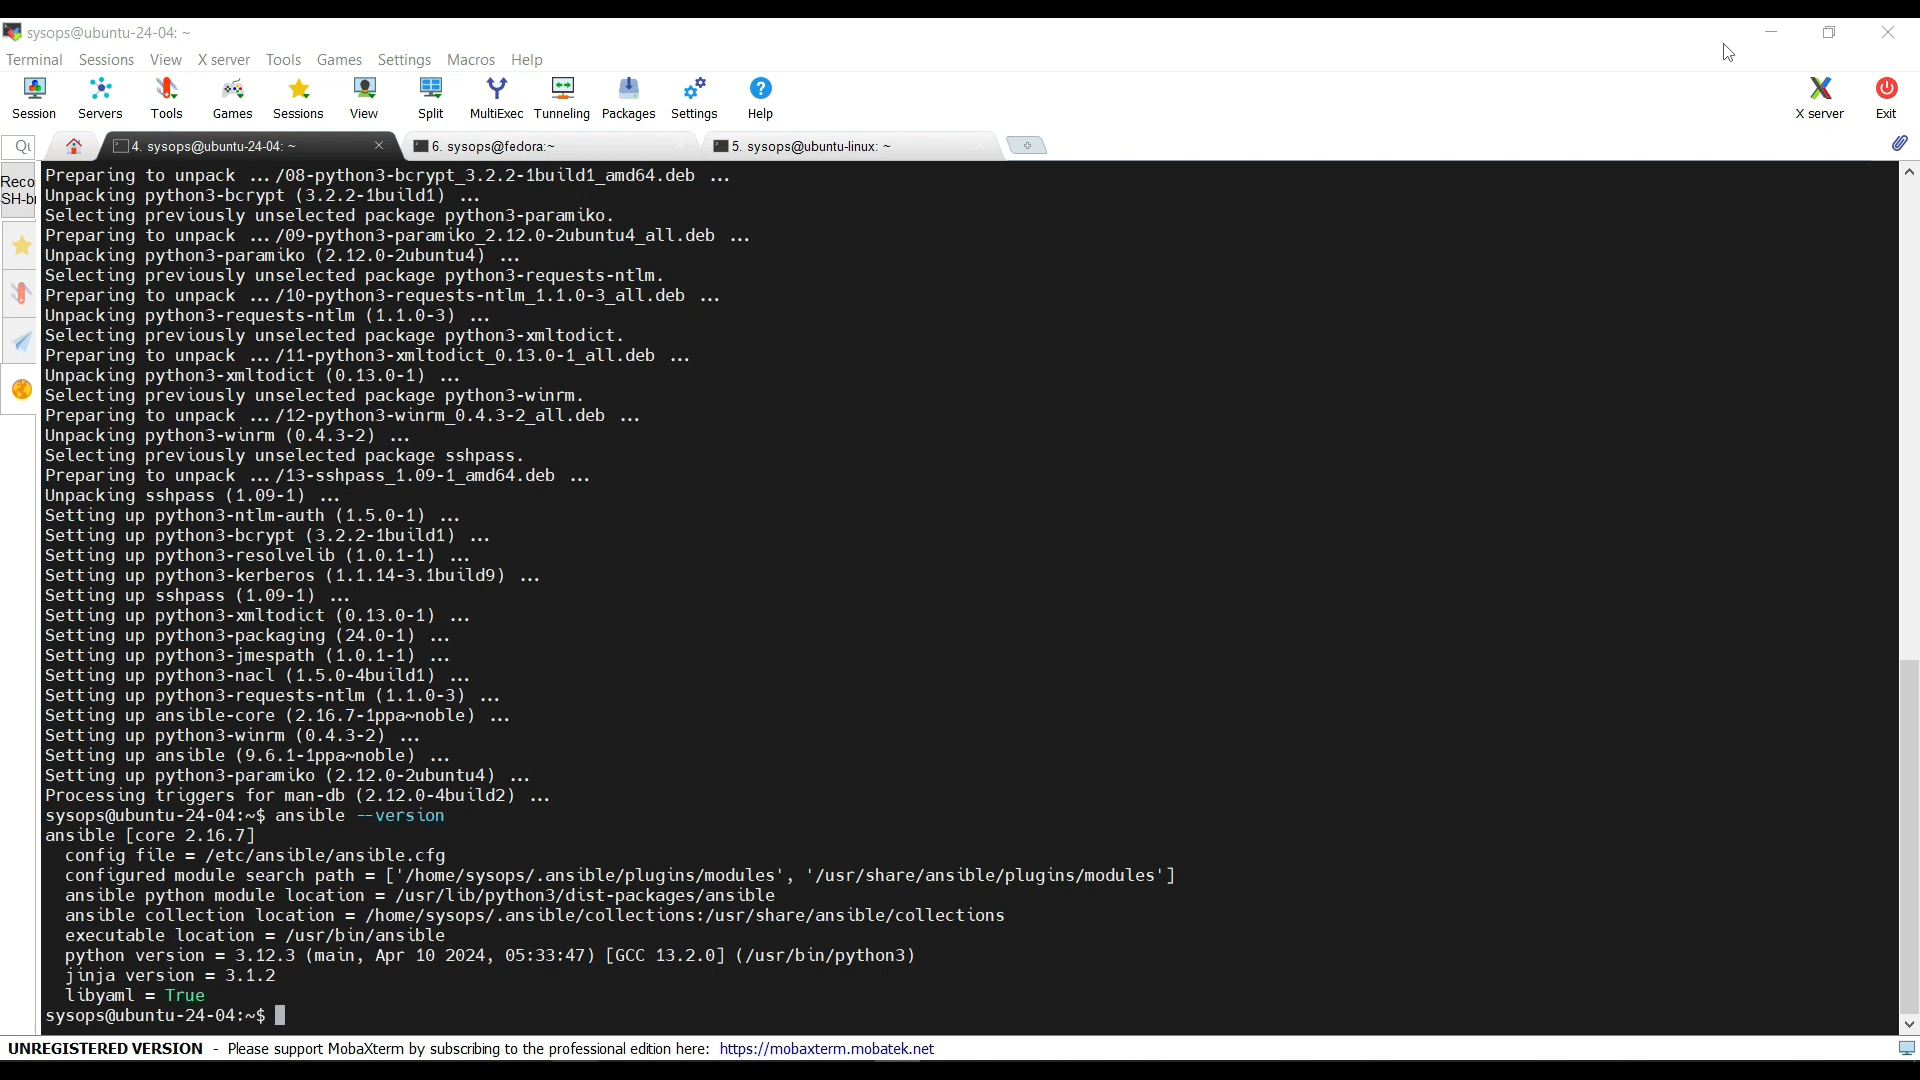 sysops@ubuntu-24-04: ~
Terminal Sessions View X server Tools Games Settings Macros Help
Session Servers Tools Games Sessions View Split MultiExec Tunneling Packages Settings Help X server Exit
4. sysops@ubuntu-24-04: ~ 6. sysops@fedora:~ 5. sysops@ubuntu-linux: ~
Preparing to unpack .../08-python3-bcrypt_3.2.2-1build1_amd64.deb ...
Unpacking python3-bcrypt (3.2.2-1build1) ...
Selecting previously unselected package python3-paramiko.
Preparing to unpack .../09-python3-paramiko_2.12.0-2ubuntu4_all.deb ...
Unpacking python3-paramiko (2.12.0-2ubuntu4) ...
Selecting previously unselected package python3-requests-ntlm.
Preparing to unpack .../10-python3-requests-ntlm_1.1.0-3_all.deb ...
Unpacking python3-requests-ntlm (1.1.0-3) ...
Selecting previously unselected package python3-xmltodict.
Preparing to unpack .../11-python3-xmltodict_0.13.0-1_all.deb ...
Unpacking python3-xmltodict (0.13.0-1) ...
Selecting previously unselected package python3-winrm.
Preparing to unpack .../12-python3-winrm_0.4.3-2_all.deb ...
Unpacking python3-winrm (0.4.3-2) ...
Selecting previously unselected package sshpass.
Preparing to unpack .../13-sshpass_1.09-1_amd64.deb ...
Unpacking sshpass (1.09-1) ...
Setting up python3-ntlm-auth (1.5.0-1) ...
Setting up python3-bcrypt (3.2.2-1build1) ...
Setting up python3-resolvelib (1.0.1-1) ...
Setting up python3-kerberos (1.1.14-3.1build9) ...
Setting up sshpass (1.09-1) ...
Setting up python3-xmltodict (0.13.0-1) ...
Setting up python3-packaging (24.0-1) ...
Setting up python3-jmespath (1.0.1-1) ...
Setting up python3-nacl (1.5.0-4build1) ...
Setting up python3-requests-ntlm (1.1.0-3) ...
Setting up ansible-core (2.16.7-1ppa~noble) ...
Setting up python3-winrm (0.4.3-2) ...
Setting up ansible (9.6.1-1ppa~noble) ...
Setting up python3-paramiko (2.12.0-2ubuntu4) ...
Processing triggers for man-db (2.12.0-4build2) ...
sysops@ubuntu-24-04:~$ ansible --version
ansible [core 2.16.7]
config file = /etc/ansible/ansible.cfg
configured module search path = ['/home/sysops/.ansible/plugins/modules', '/usr/share/ansible/plugins/modules']
ansible python module location = /usr/lib/python3/dist-packages/ansible
ansible collection location = /home/sysops/.ansible/collections:/usr/share/ansible/collections
executable location = /usr/bin/ansible
python version = 3.12.3 (main, Apr 10 2024, 05:33:47) [GCC 13.2.0] (/usr/bin/python3)
jinja version = 3.1.2
libyaml = True
sysops@ubuntu-24-04:~$
UNREGISTERED VERSION - Please support MobaXterm by subscribing to the professional edition here: https://mobaxterm.mobatek.net